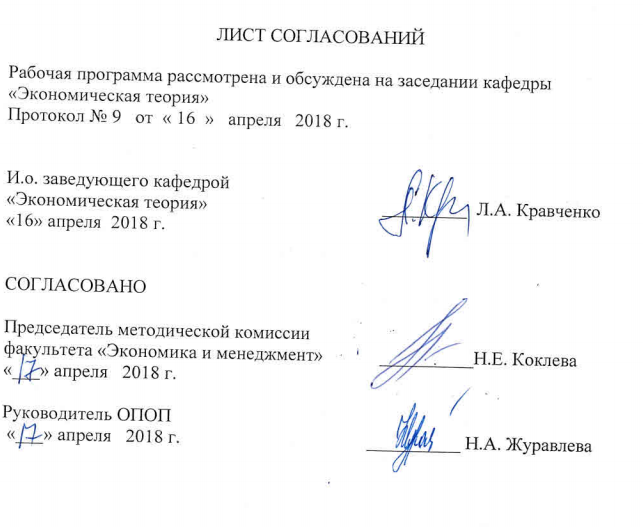 ЛИСТ СОГЛАСОВАНИЙ
Рабочая программа рассмотрена и обсуждена на заседании кафедры
«Экономическая теория»
Протокол № 9 от « 16 » апреля 2018 г.
И.о. заведующего кафедрой
«Экономическая теория»
«16» апреля 2018 г.
Л.А. Кравченко
СОГЛАСОВАНО
Председатель методической комиссии
факультета «Экономика и менеджмент»
Н.Е. Коклева
«17» апреля 2018 г.
Руководитель ОПОП
«17» апреля 2018 г.
Н.А. Журавлева